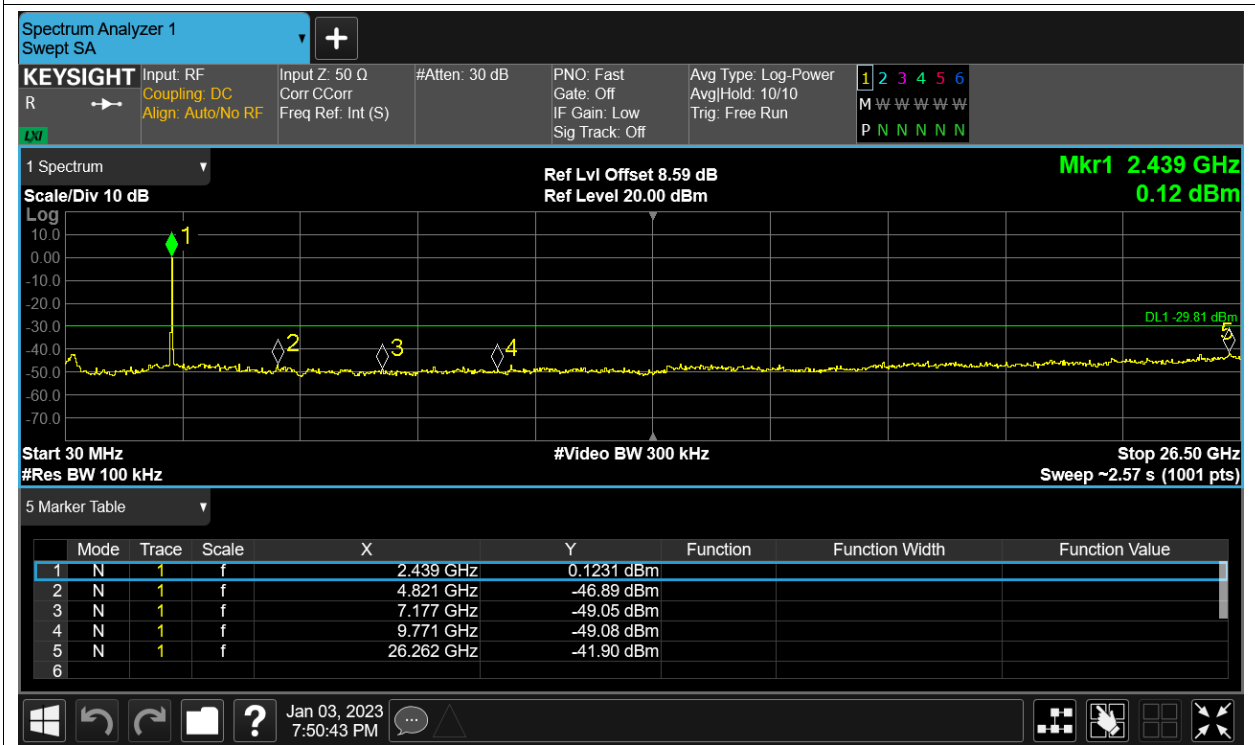 Spectrum Analyzer 1
Swept SA
KEYSIGHT
R
LXI
Input: RF
Coupling: DC
Align: Auto/No RF
Input Z: 50 Ω
Corr CCorr
Freq Ref: Int (S)
#Atten: 30 dB
PNO: Fast
Gate: Off
IF Gain: Low
Sig Track: Off
Avg Type: Log-Power
Avg|Hold: 10/10
Trig: Free Run
1 2 3 4 5 6
M W W W W W
P N N N N N
1 Spectrum
Scale/Div 10 dB
Ref Lvl Offset 8.59 dB
Ref Level 20.00 dBm
Mkr1 2.439 GHz
0.12 dBm
Log
10.0
0.00
-10.0
-20.0
-30.0
-40.0
-50.0
-60.0
-70.0
1
2
3
4
5
DL1 -29.81 dBm
Start 30 MHz
#Video BW 300 kHz
Stop 26.50 GHz
#Res BW 100 kHz
Sweep ~2.57 s (1001 pts)
5 Marker Table
Mode Trace Scale X Y Function Function Width Function Value
1 N 1 f 2.439 GHz 0.1231 dBm
2 N 1 f 4.821 GHz -46.89 dBm
3 N 1 f 7.177 GHz -49.05 dBm
4 N 1 f 9.771 GHz -49.08 dBm
5 N 1 f 26.262 GHz -41.90 dBm
6
?
Jan 03, 2023
7:50:43 PM